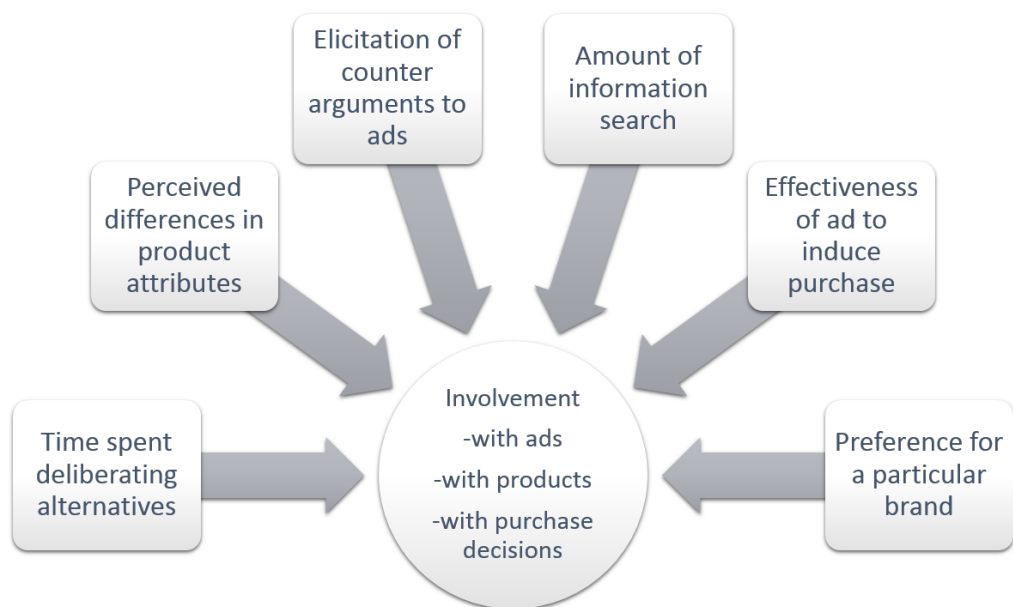 Elicitation of
counter
arguments to
ads
Amount of
information
search
Perceived
differences in
product
attributes
Effectiveness
of ad to
induce
purchase
Time spent
deliberating
alternatives
Involvement
-with ads
-with products
-with purchase
decisions
Preference for
a particular
brand